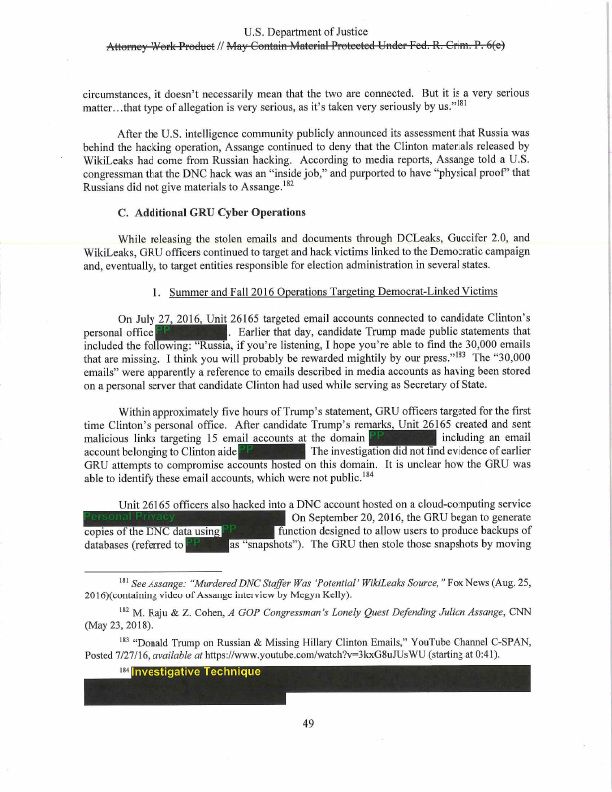 U.S. Department of Justice
Attorney Work Product // May Contain Material Protected Under Fed. R. Crim. P. 6(e)
circumstances, it doesn't necessarily mean that the two are connected. But it is a very serious
matter…that type of allegation is very serious, as it's taken very seriously by us."181
After the U.S. intelligence community publicly announced its assessment that Russia was
behind the hacking operation, Assange continued to deny that the Clinton materials released by
WikiLeaks had come from Russian hacking. According to media reports, Assange told a U.S.
congressman that the DNC hack was an "inside job," and purported to have "physical proof" that
Russians did not give materials to Assange.182
C. Additional GRU Cyber Operations
While releasing the stolen emails and documents through DCLeaks, Guccifer 2.0, and
WikiLeaks, GRU officers continued to target and hack victims linked to the Democratic campaign
and, eventually, to target entities responsible for election administration in several states.
1. Summer and Fall 2016 Operations Targeting Democrat-Linked Victims
On July 27, 2016, Unit 26165 targeted email accounts connected to candidate Clinton's
personal office PP . Earlier that day, candidate Trump made public statements that
included the following: "Russia, if you're listening, I hope you're able to find the 30,000 emails
that are missing. I think you will probably be rewarded mightily by our press."183 The "30,000
emails" were apparently a reference to emails described in media accounts as having been stored
on a personal server that candidate Clinton had used while serving as Secretary of State.
Within approximately five hours of Trump's statement, GRU officers targeted for the first
time Clinton's personal office. After candidate Trump's remarks, Unit 26165 created and sent
malicious links targeting 15 email accounts at the domain PP including an email
account belonging to Clinton aide PP The investigation did not find evidence of earlier
GRU attempts to compromise accounts hosted on this domain. It is unclear how the GRU was
able to identify these email accounts, which were not public.184
Unit 26165 officers also hacked into a DNC account hosted on a cloud-computing service
Personal Privacy On September 20, 2016, the GRU began to generate
copies of the DNC data using PP function designed to allow users to produce backups of
databases (referred to PP as "snapshots"). The GRU then stole those snapshots by moving
181 See Assange: "Murdered DNC Staffer Was 'Potential' WikiLeaks Source," Fox News (Aug. 25,
2016)(containing video of Assange interview by Megyn Kelly).
182 M. Raju & Z. Cohen, A GOP Congressman's Lonely Quest Defending Julian Assange, CNN
(May 23, 2018).
183 "Donald Trump on Russian & Missing Hillary Clinton Emails," YouTube Channel C-SPAN,
Posted 7/27/16, available at https://www.youtube.com/watch?v=3kxG8uJUsWU (starting at 0:41).
184 Investigative Technique
49